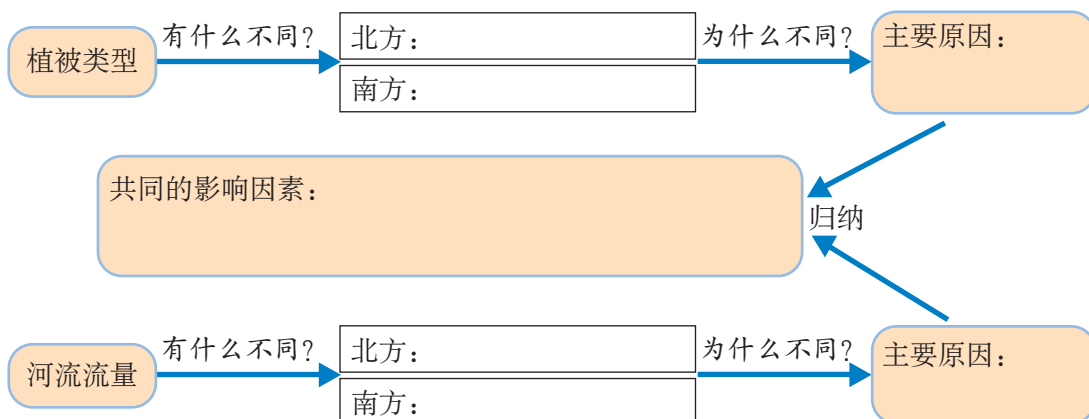 植被类型
有什么不同?
北方：
南方：
为什么不同?
主要原因：
共同的影响因素：
归纳
河流流量
有什么不同?
北方：
南方：
为什么不同?
主要原因：